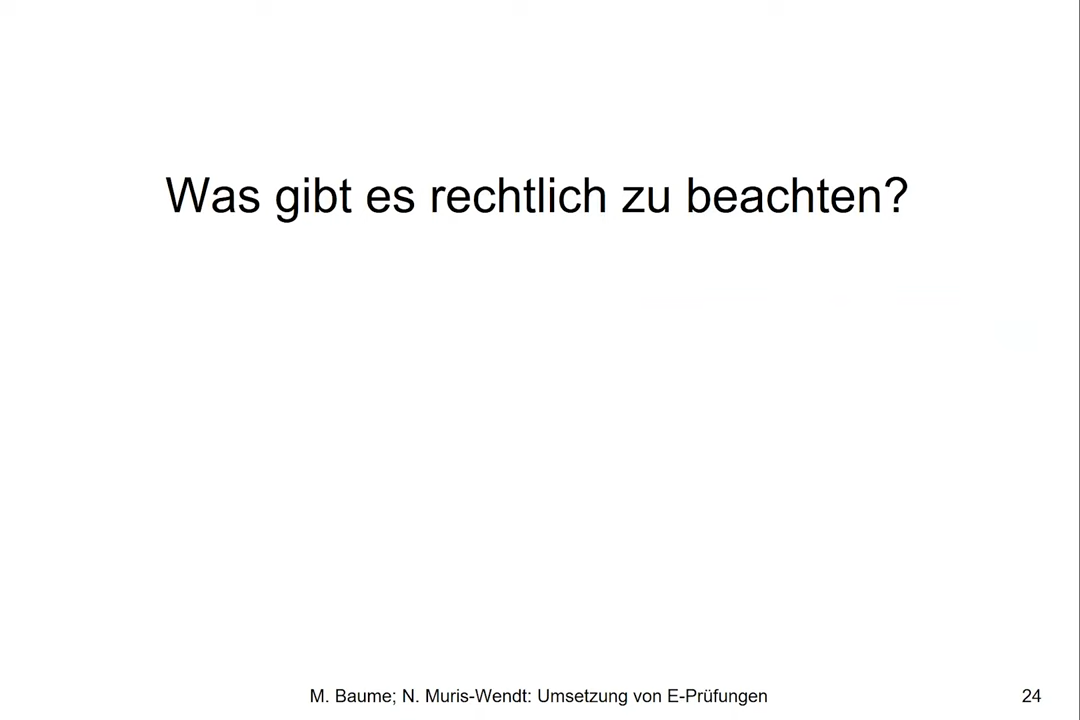 Was gibt es rechtlich zu beachten?
M. Baume; N. Muris-Wendt: Umsetzung von E-Prüfungen
24